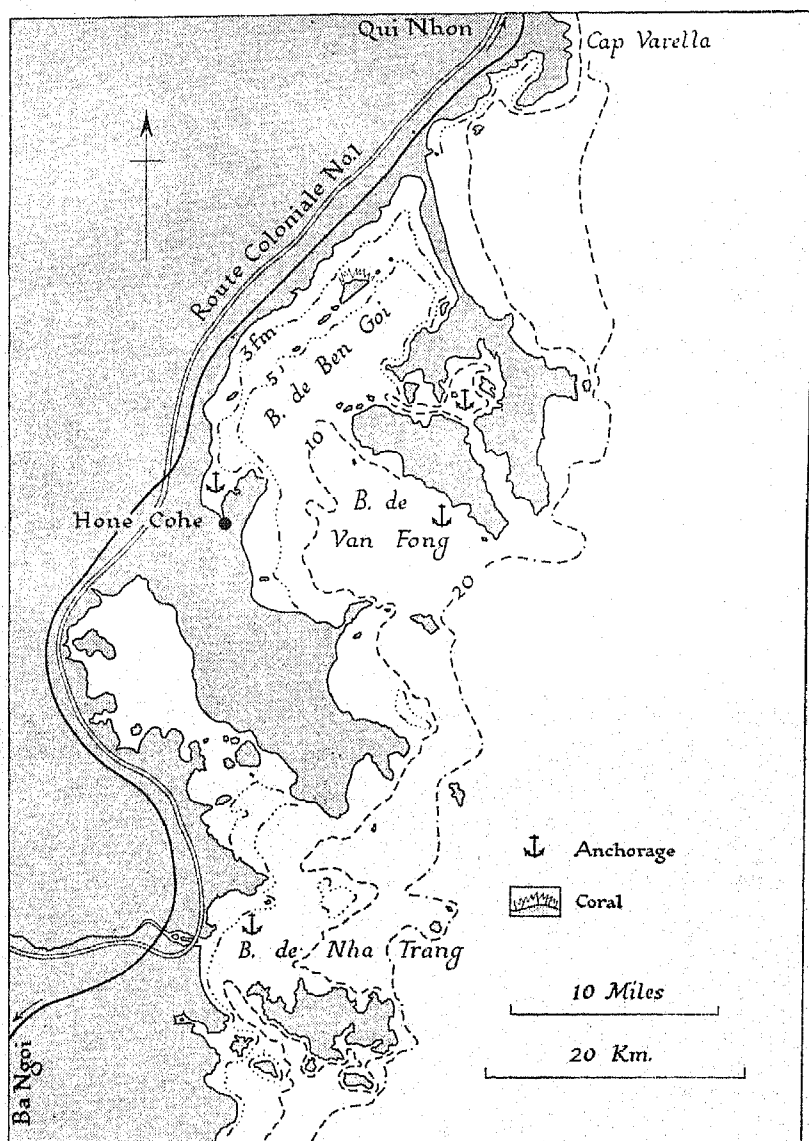 Qui Nhon
Cap Varella
Route Coloniale No.1
3fm
5
B. de Ben Goi
10
B. de
Van Fong
Hone Cohe
20
Anchorage
Coral
B. de Nha Trang
10 Miles
20 Km.
Ba Ngoi